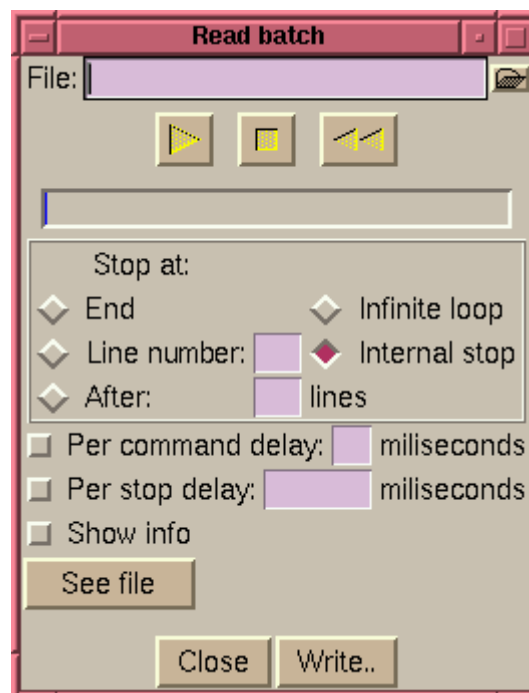 Read batch
File:
Stop at:
End Infinite loop
Line number: Internal stop
After: lines
Per command delay: miliseconds
Per stop delay: miliseconds
Show info
See file
Close Write..